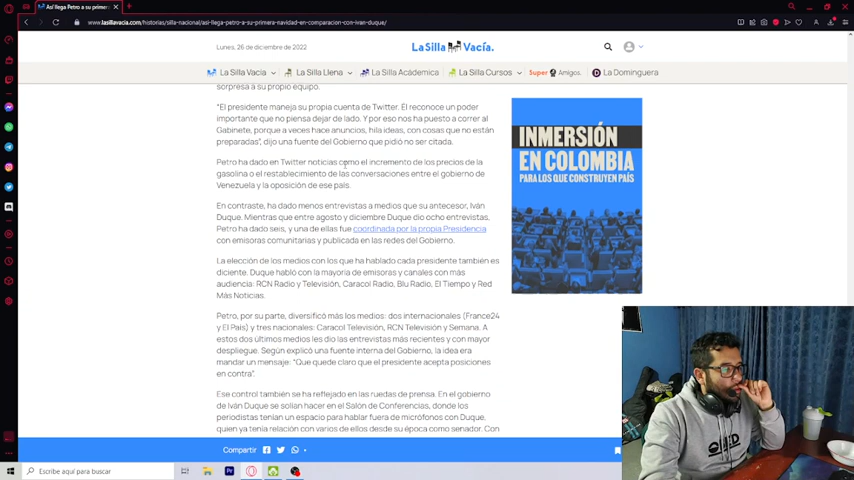 Así llega Petro a su primera
www.lasillavacia.com/historias/silla-nacional/asi-llega-petro-a-su-primera-navidad-en-comparacion-con-ivan-duque/
Lunes, 26 de diciembre de 2022
La Silla Vacía.
La Silla Vacía
La Silla Llena
La Silla Acádemica
La Silla Cursos
Super Amigos.
La Dominguera
sorpresa a su propio equipo.
“El presidente maneja su propia cuenta de Twitter. Él reconoce un poder
importante que no piensa dejar de lado. Y por eso nos ha puesto a correr al
Gabinete, porque a veces hace anuncios, hila ideas, con cosas que no están
preparadas”, dijo una fuente del Gobierno que pidió no ser citada.
Petro ha dado en Twitter noticias como el incremento de los precios de la
gasolina o el restablecimiento de las conversaciones entre el gobierno de
Venezuela y la oposición de ese país.
En contraste, ha dado menos entrevistas a medios que su antecesor, Iván
Duque. Mientras que entre agosto y diciembre Duque dio ocho entrevistas,
Petro ha dado seis, y una de ellas fue coordinada por la propia Presidencia
con emisoras comunitarias y publicada en las redes del Gobierno.
La elección de los medios con los que ha hablado cada presidente también es
diciente. Duque habló con la mayoría de emisoras y canales con más
audiencia: RCN Radio y Televisión, Caracol Radio, Blu Radio, El Tiempo y Red
Más Noticias.
Petro, por su parte, diversificó más los medios: dos internacionales (France24
y El País) y tres nacionales: Caracol Televisión, RCN Televisión y Semana. A
estos dos últimos medios les dio las entrevistas más recientes y con mayor
despliegue. Según explicó una fuente interna del Gobierno, la idea era
mandar un mensaje: “Que quede claro que el presidente acepta posiciones
en contra”.
Ese control también se ha reflejado en las ruedas de prensa. En el gobierno
de Iván Duque se solían hacer en el Salón de Conferencias, donde los
periodistas tenían un espacio para hablar fuera de micrófonos con Duque,
quien ya tenía relación con varios de ellos desde su época como senador. Con
INMERSIÓN
EN COLOMBIA
PARA LOS QUE CONSTRUYEN PAÍS
Compartir
Escribe aquí para buscar